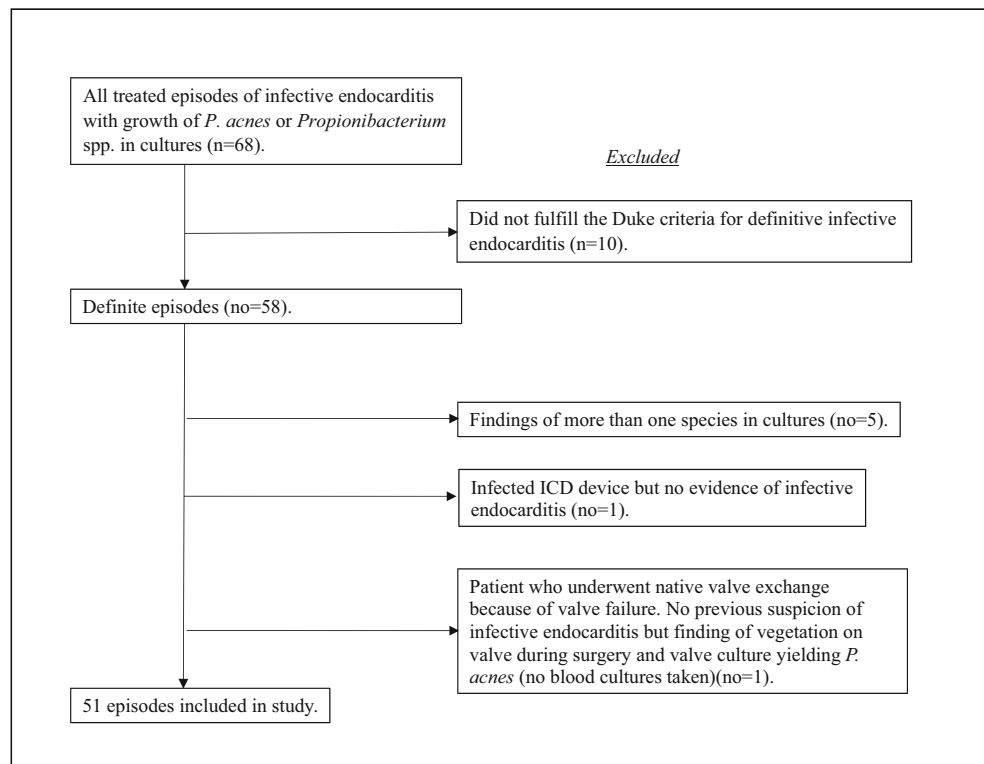 All treated episodes of infective endocarditis
with growth of P. acnes or Propionibacterium
spp. in cultures (n=68).
Excluded
Did not fulfill the Duke criteria for definitive infective
endocarditis (n=10).
Definite episodes (no=58).
Findings of more than one species in cultures (no=5).
Infected ICD device but no evidence of infective
endocarditis (no=1).
Patient who underwent native valve exchange
because of valve failure. No previous suspicion of
infective endocarditis but finding of vegetation on
valve during surgery and valve culture yielding P.
acnes (no blood cultures taken)(no=1).
51 episodes included in study.